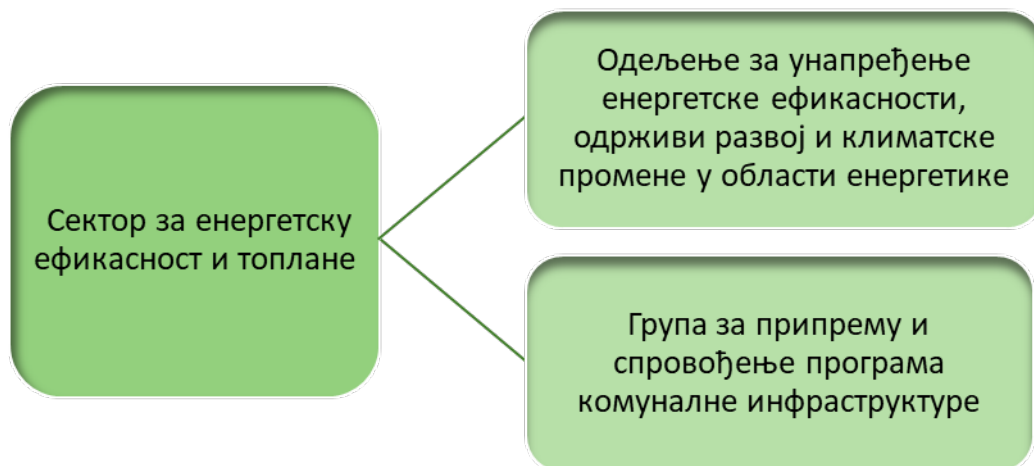 Сектор за енергетску
ефикасност и топлане
Одељење за унапређење
енергетске ефикасности,
одрживи развој и климатске
промене у области енергетике
Група за припрему и
спровођење програма
комуналне инфраструктуре